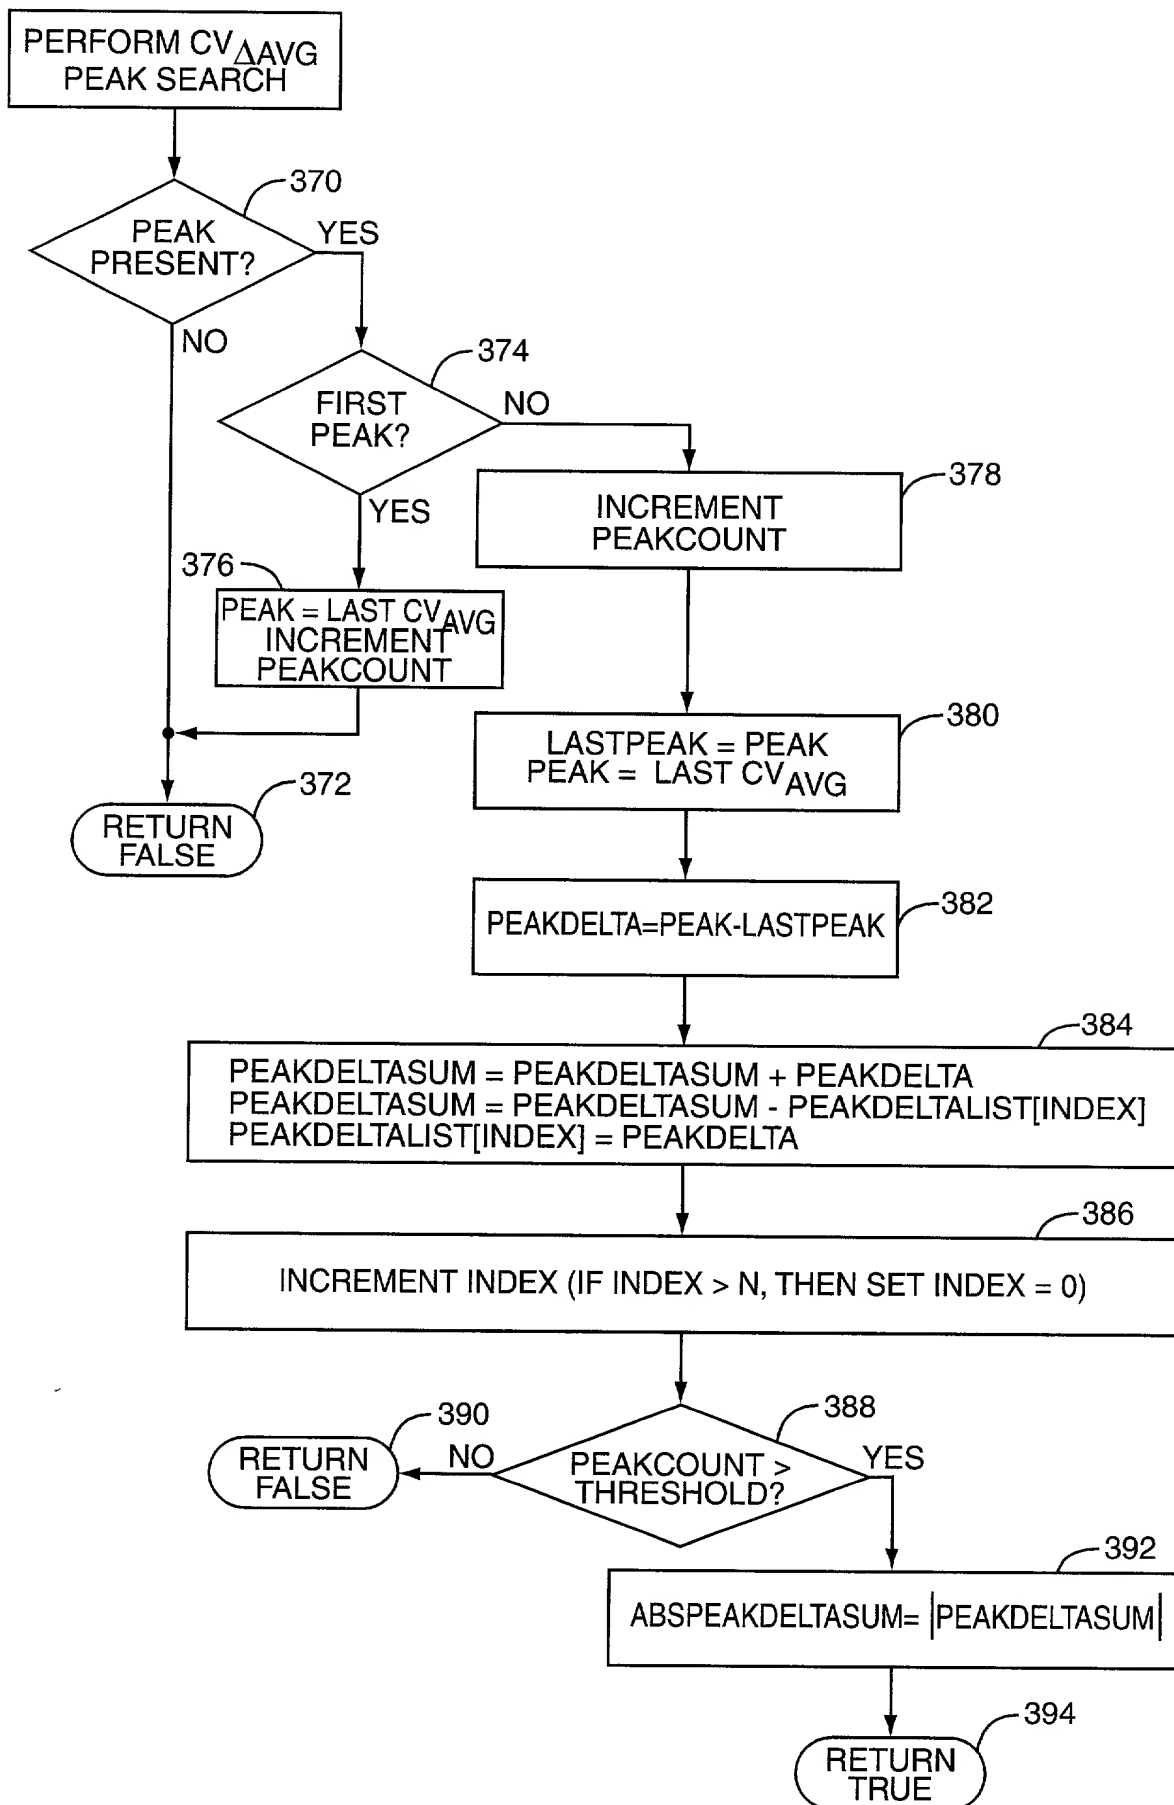 PERFORM CVΔAVG
PEAK SEARCH
370
PEAK
PRESENT?
YES
NO
374
FIRST
PEAK?
NO
YES
378
INCREMENT
PEAKCOUNT
376
PEAK = LAST CVAVG
INCREMENT
PEAKCOUNT
380
LASTPEAK = PEAK
PEAK = LAST CVAVG
372
RETURN
FALSE
382
PEAKDELTA=PEAK-LASTPEAK
384
PEAKDELTASUM = PEAKDELTASUM + PEAKDELTA
PEAKDELTASUM = PEAKDELTASUM - PEAKDELTALIST[INDEX]
PEAKDELTALIST[INDEX] = PEAKDELTA
386
INCREMENT INDEX (IF INDEX > N, THEN SET INDEX = 0)
388
390
RETURN
FALSE
NO
PEAKCOUNT >
THRESHOLD?
YES
392
ABSPEAKDELTASUM= |PEAKDELTASUM|
394
RETURN
TRUE